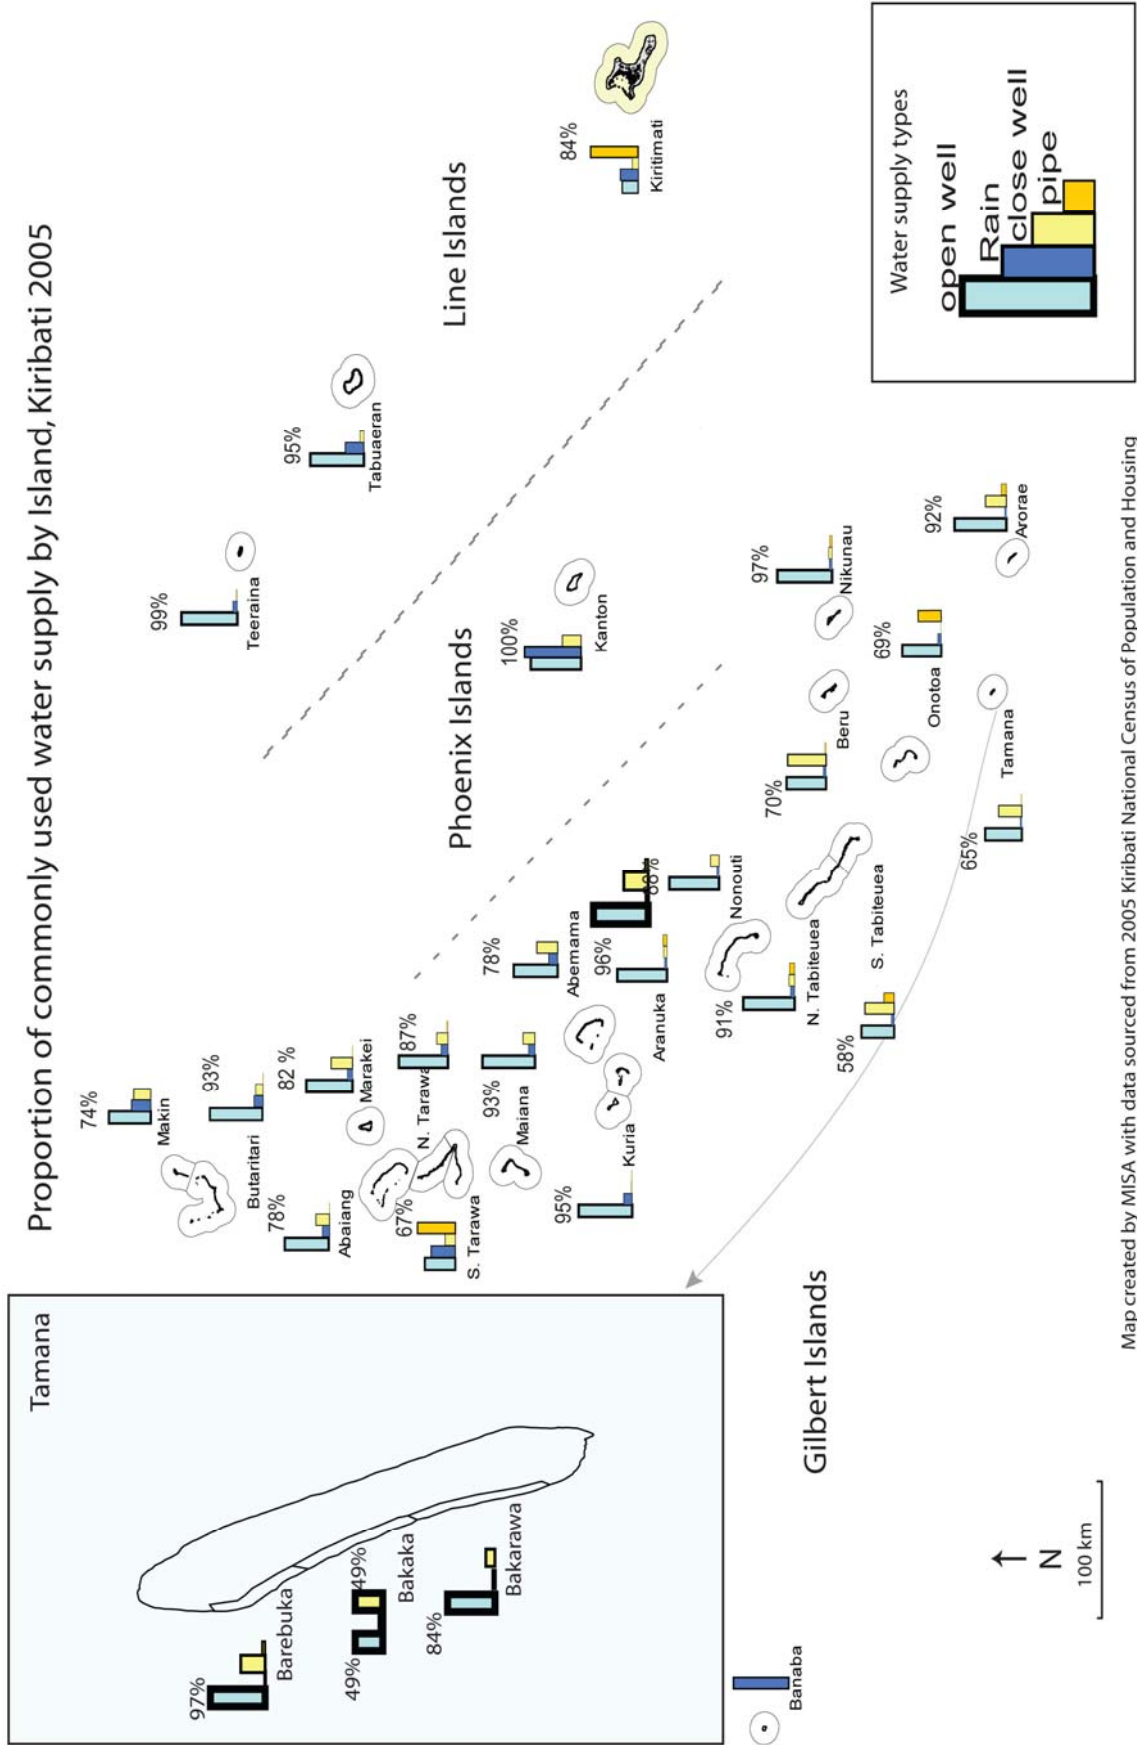 Proportion of commonly used water supply by Island, Kiribati 2005
Tamana
97%
Barebuka
49%
49%
Bakaka
84%
Bakarawa
Banaba
74%
Makin
93%
Butaritari
78%
Abaiang
82 %
Marakei
87%
N. Tarawa
67%
S. Tarawa
93%
Maiana
95%
Kuria
78%
Abemama
96%
Aranuka
Nonouti
91%
N. Tabiteuea
58%
S. Tabiteuea
70%
Beru
97%
Nikunau
69%
Onotoa
65%
Tamana
92%
Arorae
Gilbert Islands
Phoenix Islands
100%
Kanton
Line Islands
99%
Teeraina
95%
Tabuaeran
84%
Kiritimati
Water supply types
open well
Rain
close well
pipe
N
100 km
Map created by MISA with data sourced from 2005 Kiribati National Census of Population and Housing